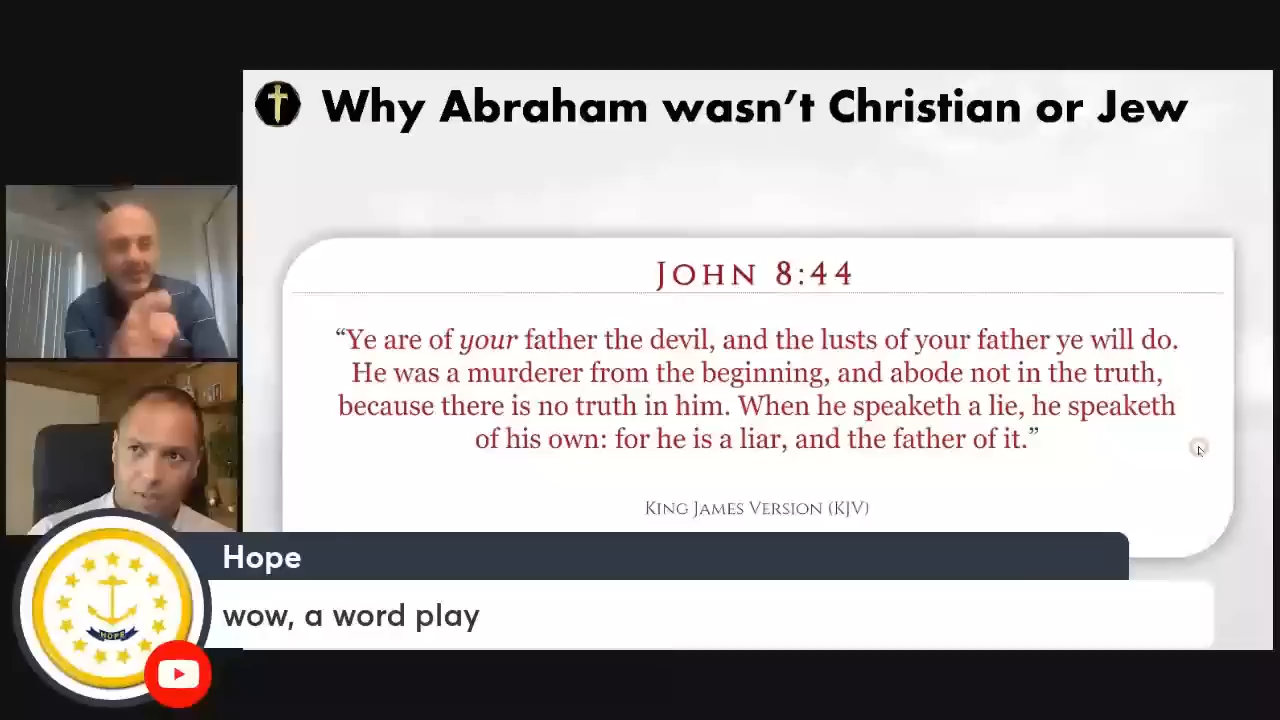 Why Abraham wasn't Christian or Jew
John 8:44
“Ye are of your father the devil, and the lusts of your father ye will do.
He was a murderer from the beginning, and abode not in the truth,
because there is no truth in him. When he speaketh a lie, he speaketh
of his own: for he is a liar, and the father of it.”
King James Version (KJV)
Hope
wow, a word play
HOPE